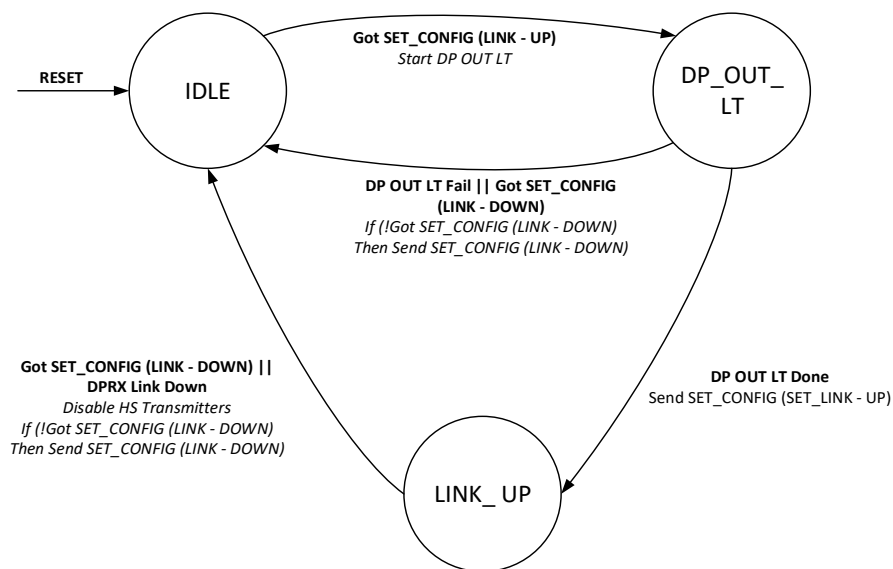 Got SET_CONFIG (LINK - UP)
Start DP OUT LT
RESET
IDLE
DP_OUT_
LT
DP OUT LT Fail || Got SET_CONFIG
(LINK - DOWN)
If (!Got SET_CONFIG (LINK - DOWN)
Then Send SET_CONFIG (LINK - DOWN)
Got SET_CONFIG (LINK - DOWN) ||
DPRX Link Down
Disable HS Transmitters
If (!Got SET_CONFIG (LINK - DOWN)
Then Send SET_CONFIG (LINK - DOWN)
DP OUT LT Done
Send SET_CONFIG (SET_LINK - UP)
LINK_ UP